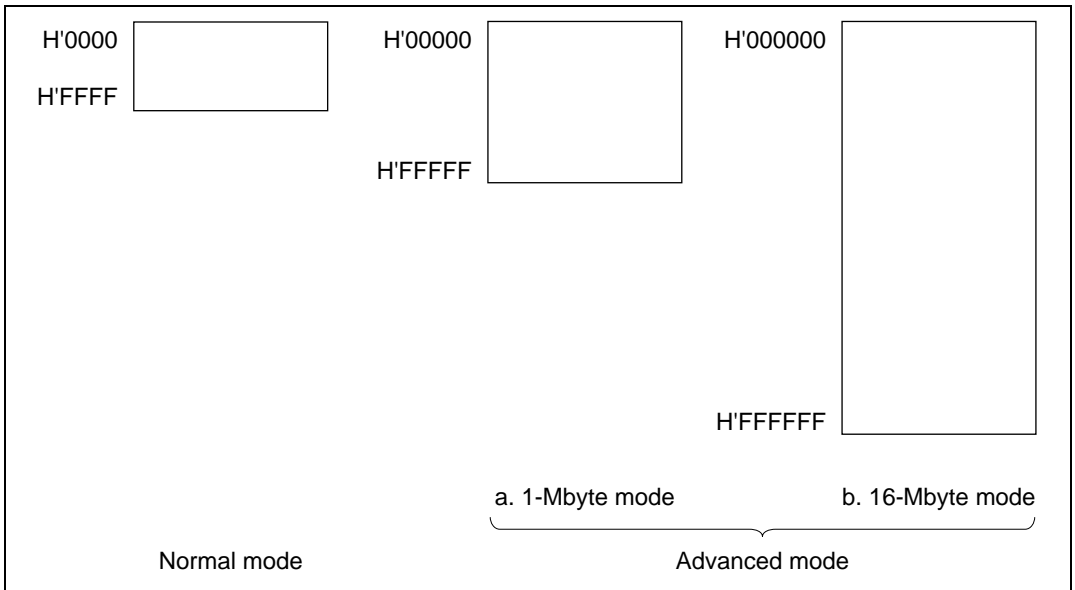 H'0000
H'FFFF
Normal mode
H'00000
H'FFFFF
a. 1-Mbyte mode
H'000000
H'FFFFFF
b. 16-Mbyte mode
Advanced mode